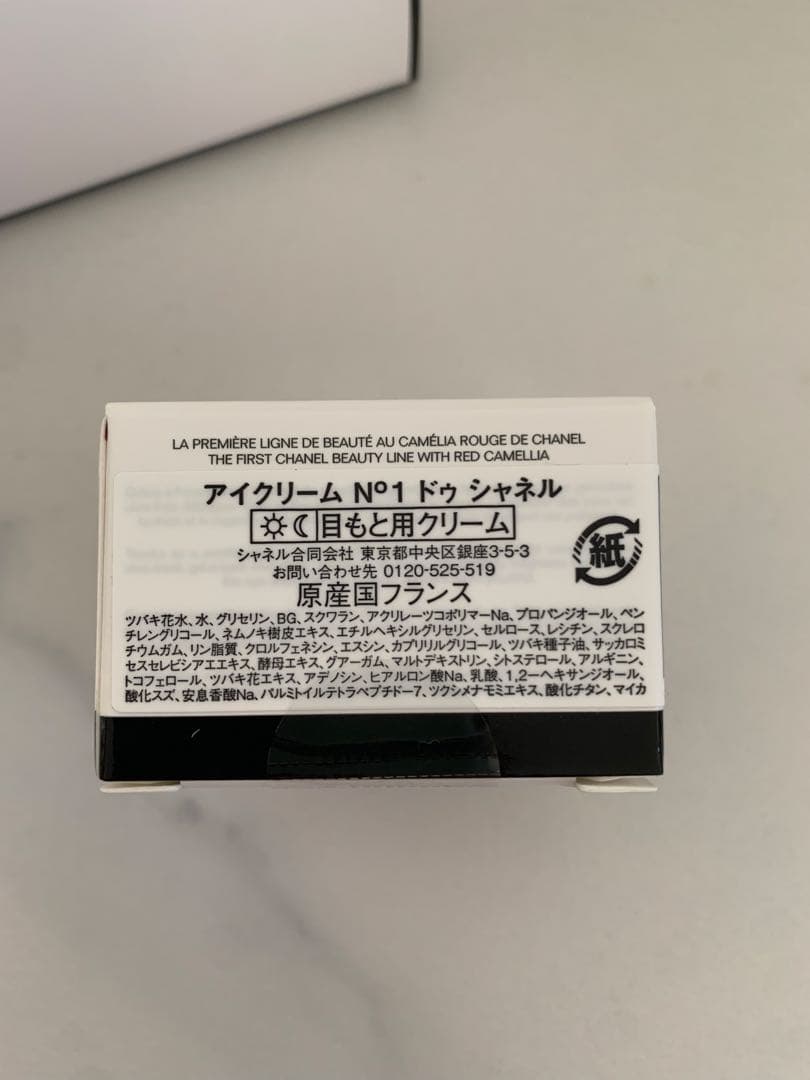 LA PREMIÈRE LIGNE DE BEAUTÉ AU CAMÉLIA ROUGE DE CHANEL
THE FIRST CHANEL BEAUTY LINE WITH RED CAMELLIA
アイクリーム Nº1 ドゥ シャネル
目もと用クリーム
シャネル合同会社 東京都中央区銀座3-5-3
お問い合わせ先 0120-525-519
紙
原産国フランス
ツバキ花水、水、グリセリン、BG、スクワラン、アクリレーツコポリマーNa、プロパンジオール、ペン
チレングリコール、ネムノキ樹皮エキス、エチルヘキシルグリセリン、セルロース、レシチン、スクレロ
チウムガム、リン脂質、クロルフェネシン、エスシン、カプリリルグリコール、ツバキ種子油、サッカロミ
セスセレビシアエエキス、酵母エキス、グアーガム、マルトデキストリン、シトステロール、アルギニン、
トコフェロール、ツバキ花エキス、アデノシン、ヒアルロン酸Na、乳酸、1,2ーヘキサンジオール、
酸化スズ、安息香酸Na、パルミトイルテトラペプチドー7、ツクシメナモミエキス、酸化チタン、マイカ